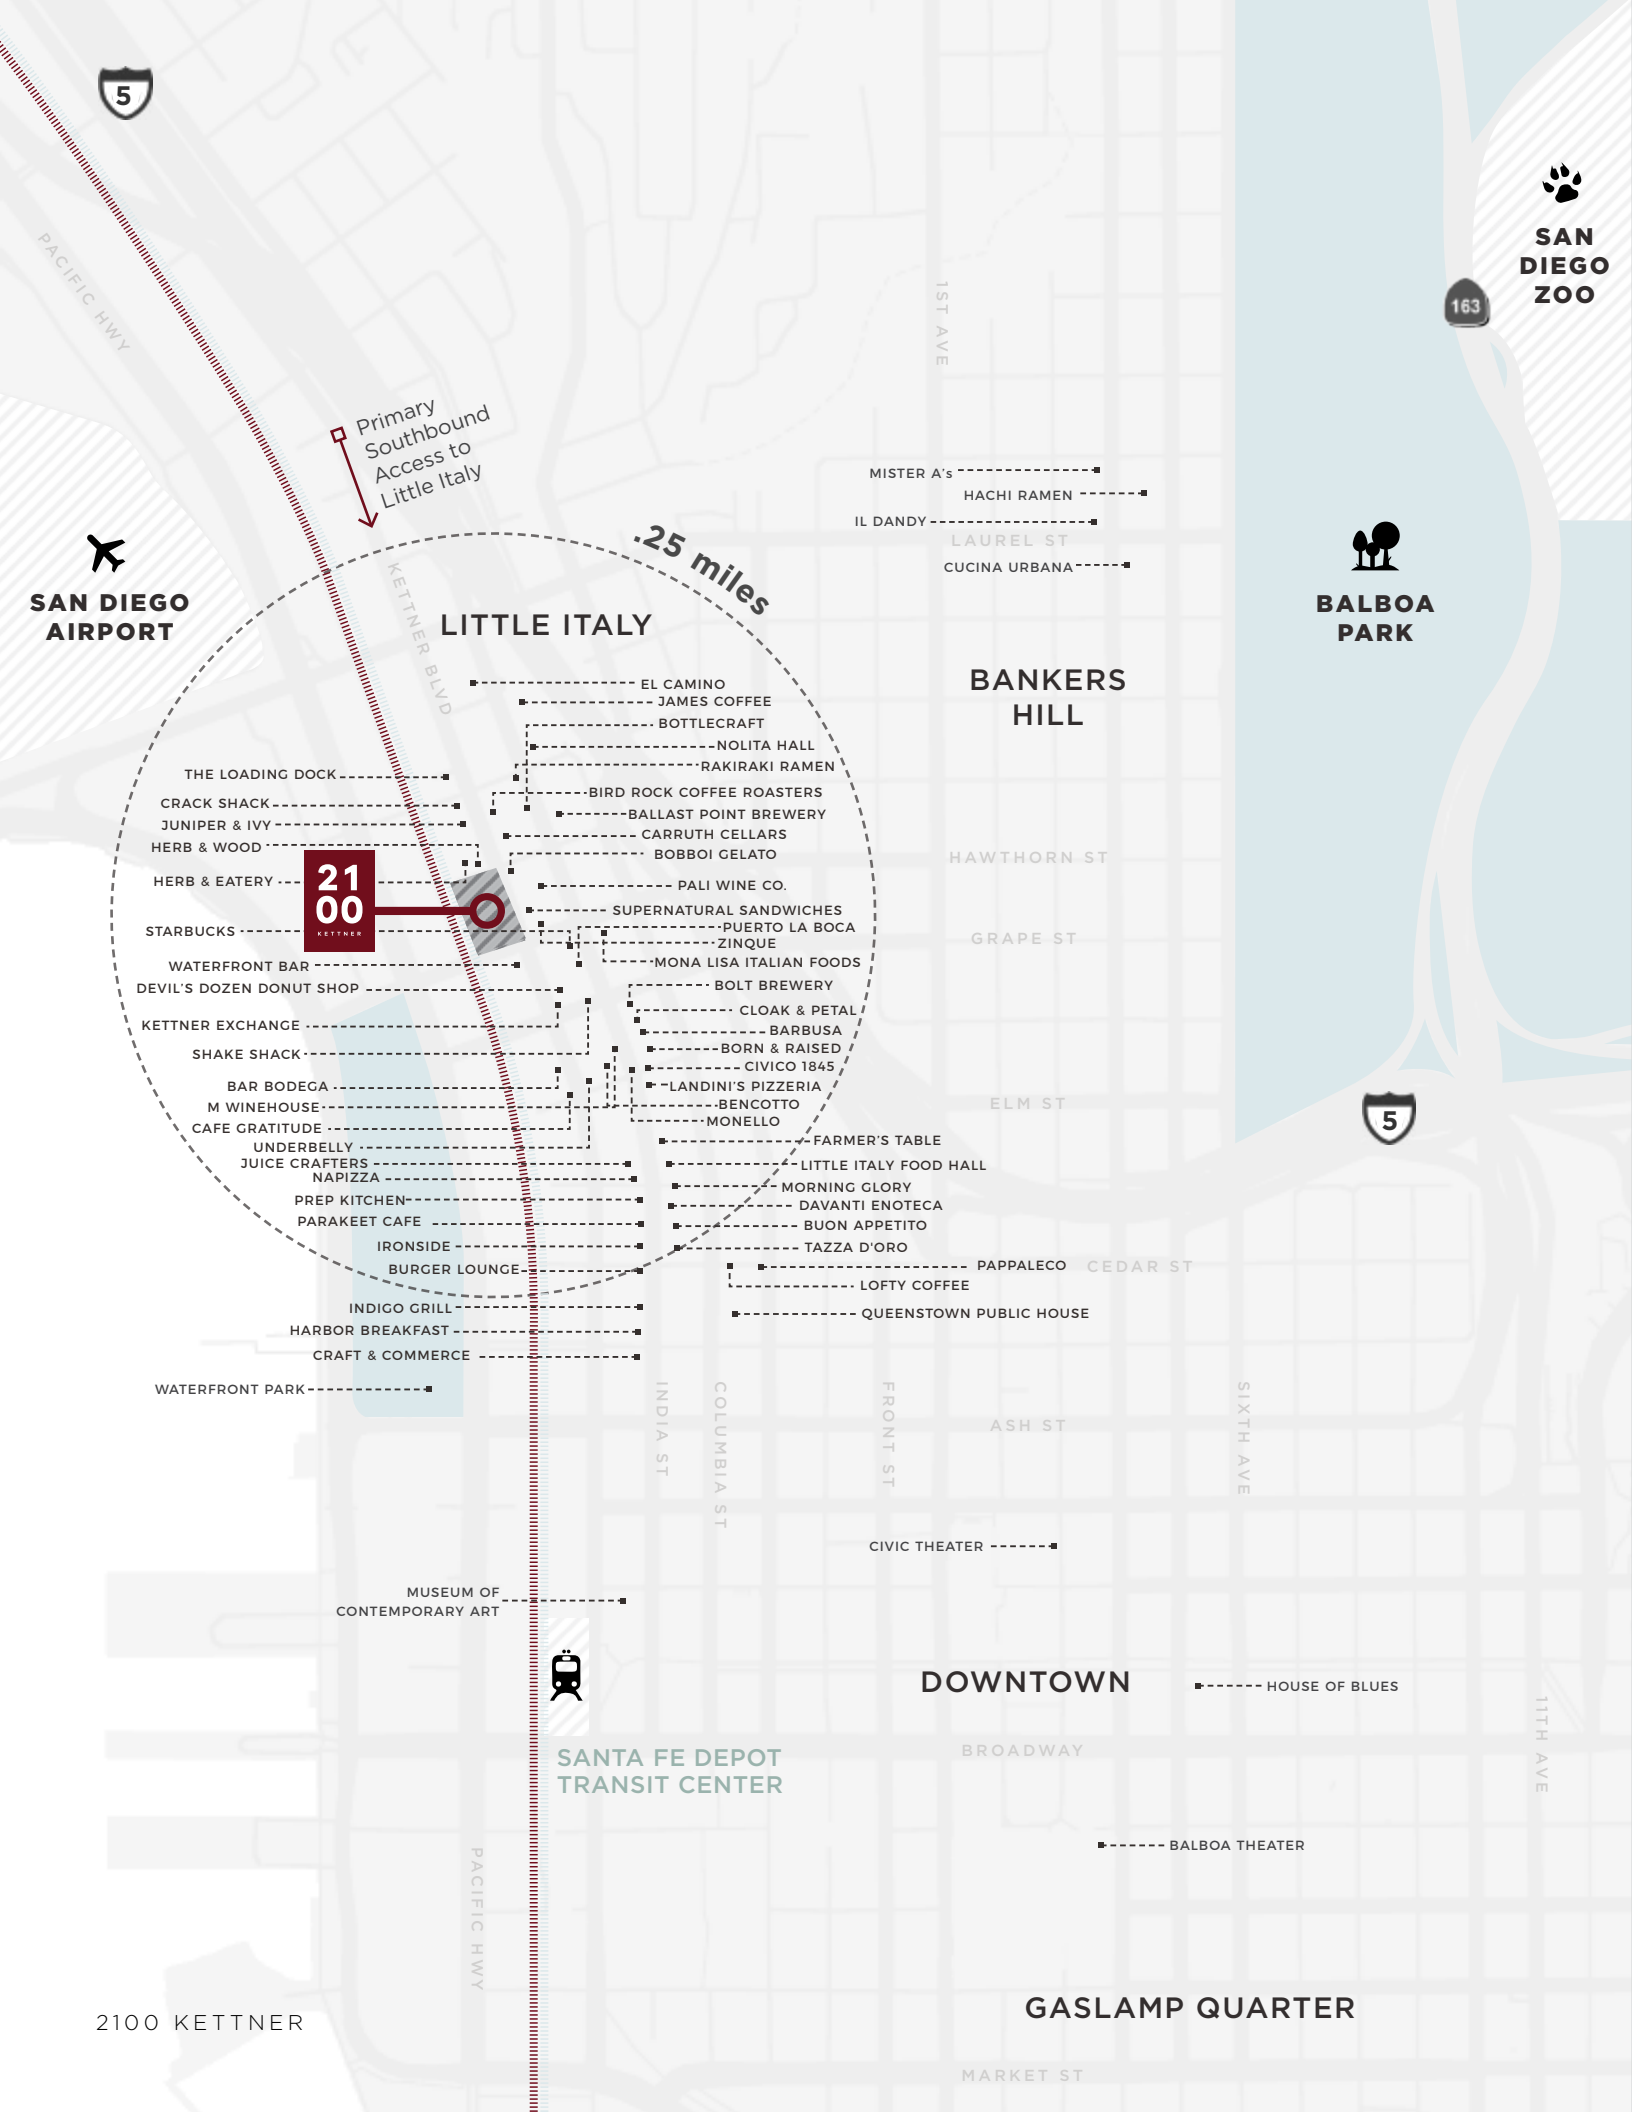 5
SAN
DIEGO
ZOO
PACIFIC HWY
1ST AVE
163
Primary
Southbound
Access to
Little Italy
MISTER A's
HACHI RAMEN
IL DANDY
LAUREL ST
CUCINA URBANA
.25 miles
SAN DIEGO
AIRPORT
KETTNER BLVD
LITTLE ITALY
BALBOA
PARK
BANKERS
HILL
EL CAMINO
JAMES COFFEE
BOTTLECRAFT
NOLITA HALL
RAKIRAKI RAMEN
THE LOADING DOCK
BIRD ROCK COFFEE ROASTERS
CRACK SHACK
BALLAST POINT BREWERY
JUNIPER & IVY
CARRUTH CELLARS
HERB & WOOD
BOBBOI GELATO
HAWTHORN ST
HERB & EATERY
21
00
KETTNER
PALI WINE CO.
SUPERNATURAL SANDWICHES
STARBUCKS
PUERTO LA BOCA
GRAPE ST
ZINQUE
WATERFRONT BAR
MONA LISA ITALIAN FOODS
DEVIL'S DOZEN DONUT SHOP
BOLT BREWERY
CLOAK & PETAL
KETTNER EXCHANGE
BARBUSA
SHAKE SHACK
BORN & RAISED
CIVICO 1845
BAR BODEGA
LANDINI'S PIZZERIA
M WINEHOUSE
BENCOTTO
ELM ST
5
CAFE GRATITUDE
MONELLO
UNDERBELLY
FARMER'S TABLE
JUICE CRAFTERS
LITTLE ITALY FOOD HALL
NAPIZZA
MORNING GLORY
PREP KITCHEN
DAVANTI ENOTECA
PARAKEET CAFE
BUON APPETITO
IRONSIDE
TAZZA D'ORO
BURGER LOUNGE
PAPPALECO
CEDAR ST
LOFTY COFFEE
INDIGO GRILL
QUEENSTOWN PUBLIC HOUSE
HARBOR BREAKFAST
CRAFT & COMMERCE
WATERFRONT PARK
INDIA ST
COLUMBIA ST
FRONT ST
ASH ST
SIXTH AVE
CIVIC THEATER
MUSEUM OF
CONTEMPORARY ART
DOWNTOWN
HOUSE OF BLUES
11TH AVE
SANTA FE DEPOT
TRANSIT CENTER
BROADWAY
BALBOA THEATER
PACIFIC HWY
GASLAMP QUARTER
2100 KETTNER
MARKET ST